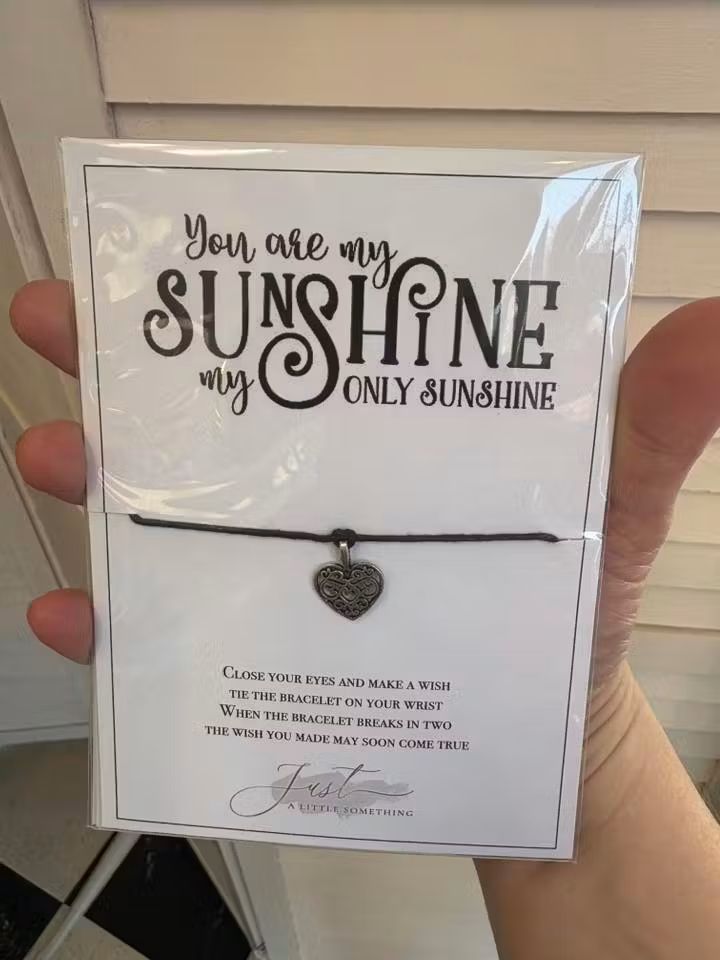 You are my
SUNSHINE
my ONLY SUNSHINE
CLOSE YOUR EYES AND MAKE A WISH
TIE THE BRACELET ON YOUR WRIST
WHEN THE BRACELET BREAKS IN TWO
THE WISH YOU MADE MAY SOON COME TRUE
Just
A LITTLE SOMETHING